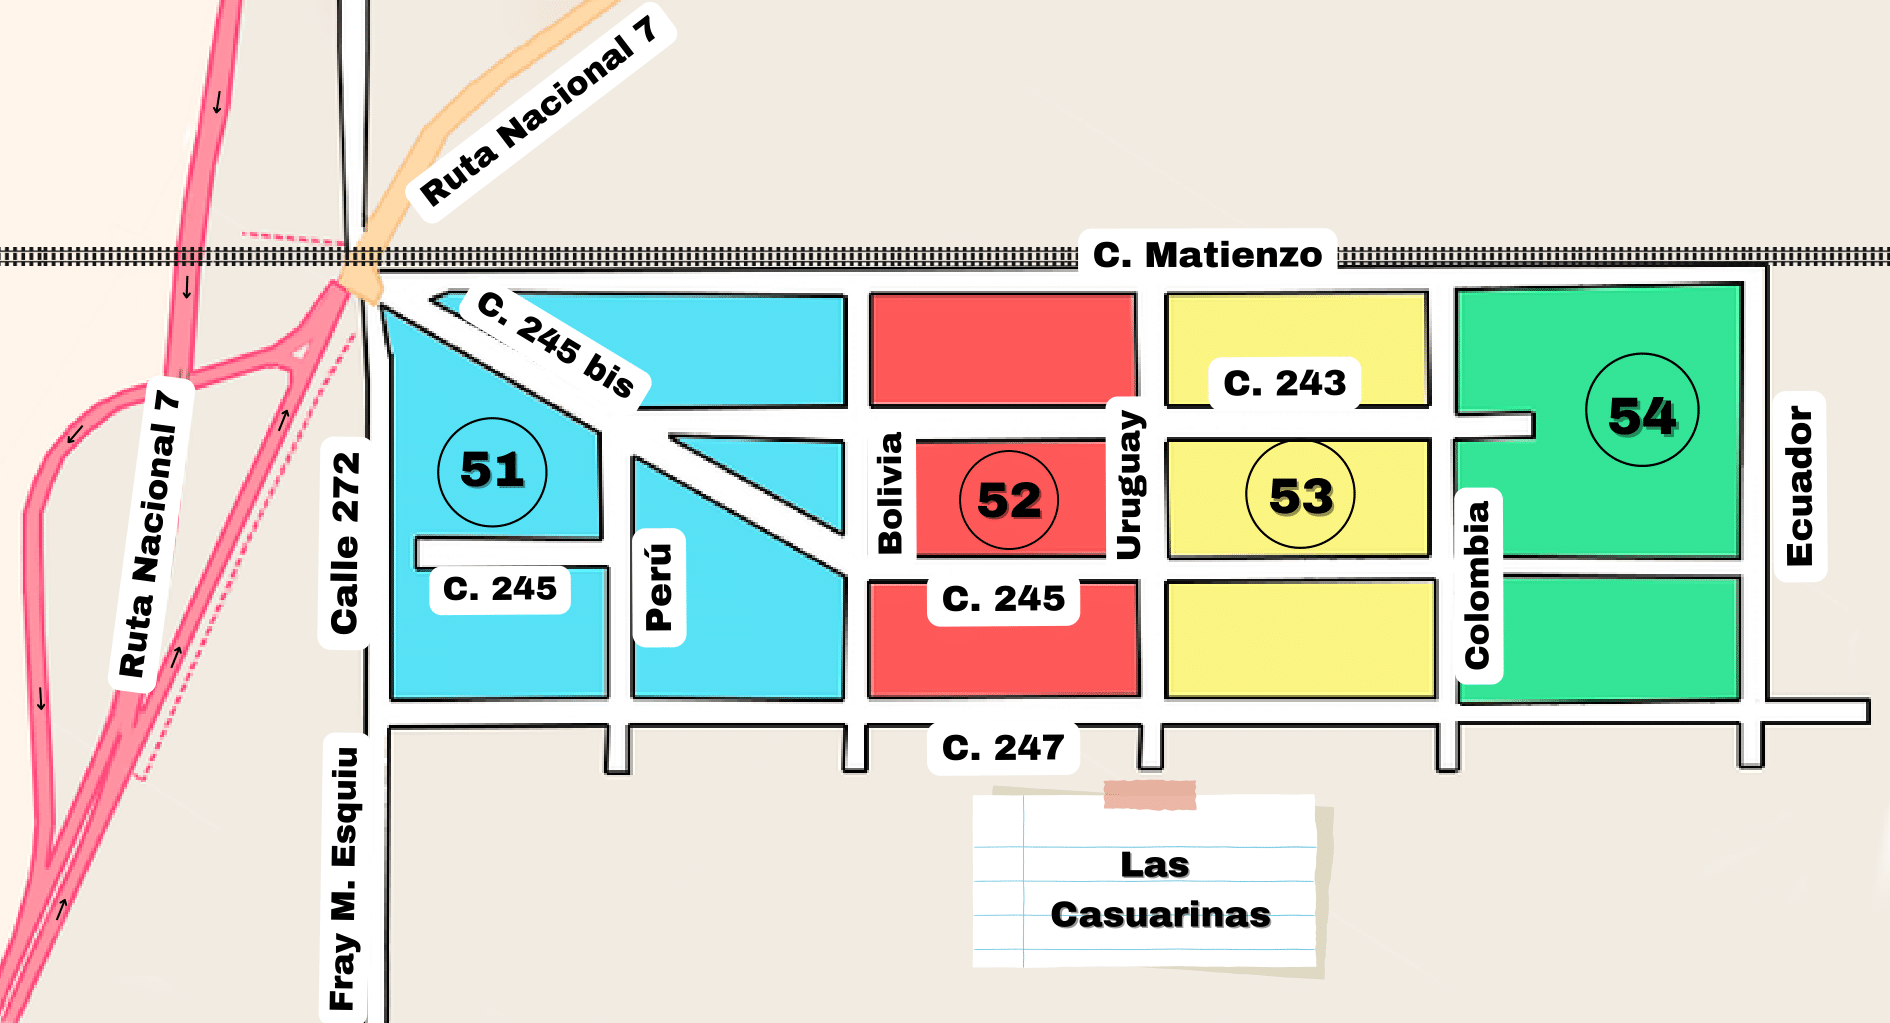 Ruta Nacional 7
C. Matienzo
C. 245 bis
C. 243
54
51
52
53
Bolivia
Uruguay
Ecuador
Ruta Nacional 7
Calle 272
Perú
Colombia
C. 245
C. 245
C. 247
Fray M. Esquiu
Las
Casuarinas